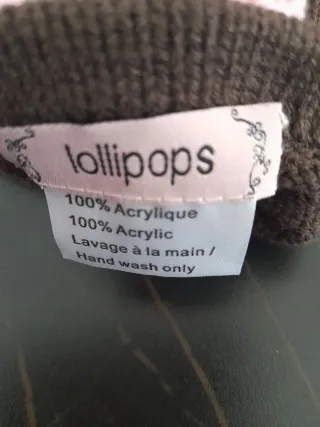 lollipops
100% Acrylique
100% Acrylic
Lavage à la main /
Hand wash only